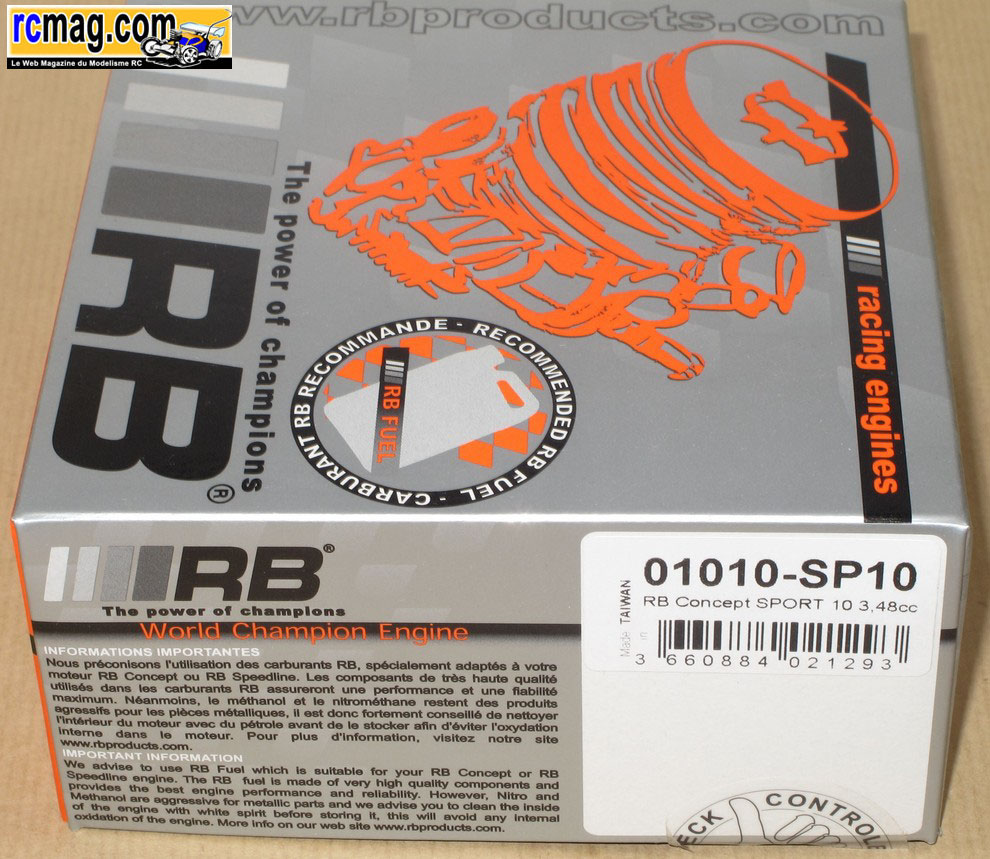 rcmag.com
Le Web Magazine du Modelisme RC
www.rbproducts.com
racing engines
RB®
The power of champions
CARBURANT RB RECOMMANDE - RECOMMENDED RB FUEL -
RB FUEL
RB®
The power of champions
World Champion Engine
INFORMATIONS IMPORTANTES
Nous préconisons l'utilisation des carburants RB, spécialement adaptés à votre
moteur RB Concept ou RB Speedline. Les composants de très haute qualité
utilisés dans les carburants RB assureront une performance et une fiabilité
maximum. Néanmoins, le méthanol et le nitrométhane restent des produits
agressifs pour les pièces métalliques, il est donc fortement conseillé de nettoyer
l'intérieur du moteur avec du pétrole avant de le stocker afin d'éviter l'oxydation
interne dans le moteur. Pour plus d'information, visitez notre site
www.rbproducts.com.
IMPORTANT INFORMATION
We advise to use RB Fuel which is suitable for your RB Concept or RB
Speedline engine. The RB fuel is made of very high quality components and
provides the best engine performance and reliability. However, Nitro and
Methanol are aggressive for metallic parts and we advise you to clean the inside
of the engine with white spirit before storing it, this will avoid any internal
oxidation of the engine. More info on our web site www.rbproducts.com.
01010-SP10
RB Concept SPORT 10 3,48cc
Made in TAIWAN
3 660884 021293
CONTROLE